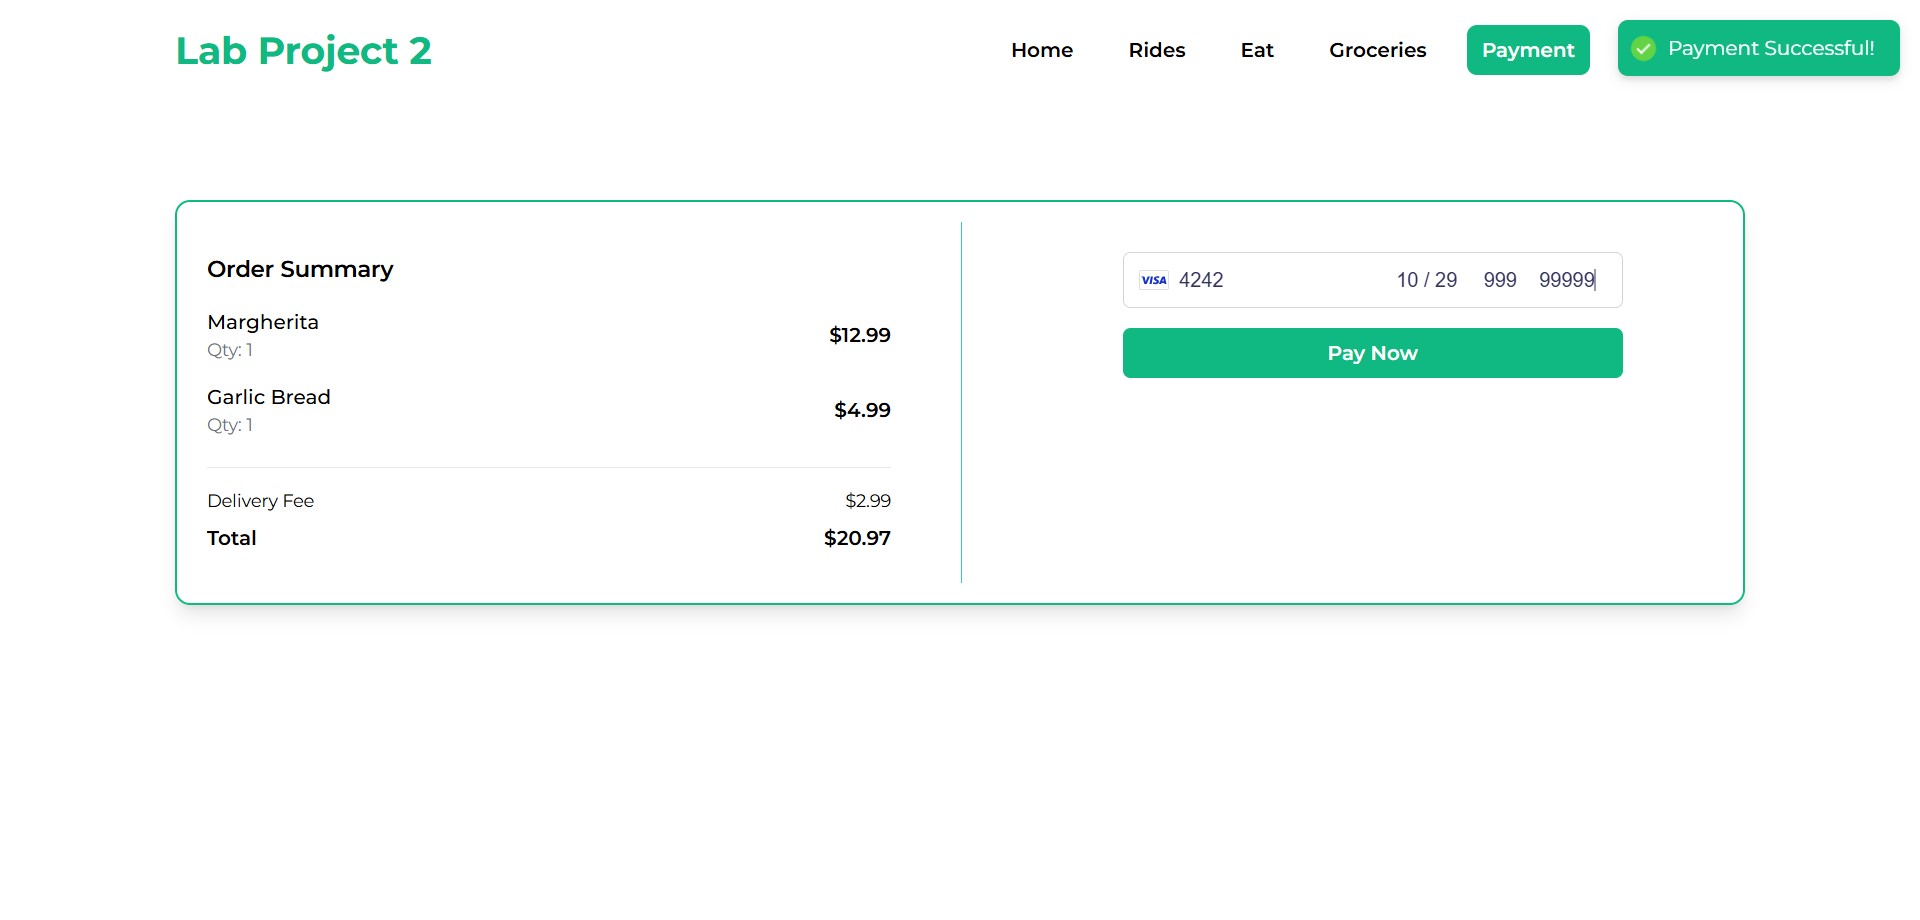 Lab Project 2
Home Rides Eat Groceries Payment
Payment Successful!
Order Summary
Margherita
Qty: 1
$12.99
Garlic Bread
Qty: 1
$4.99
Delivery Fee $2.99
Total $20.97
VISA 4242 10 / 29 999 99999
Pay Now